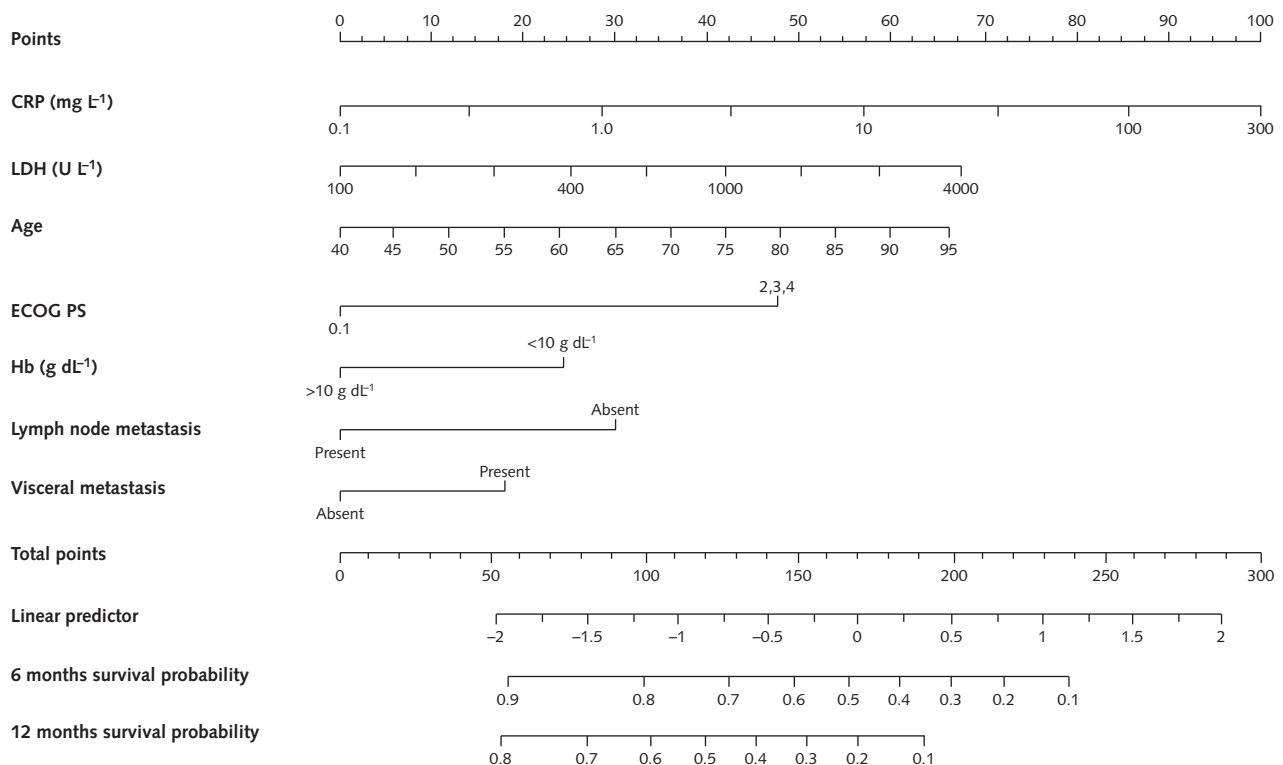 Points
0 10 20 30 40 50 60 70 80 90 100
CRP (mg L–1)
0.1 1.0 10 100 300
LDH (U L–1)
100 400 1000 4000
Age
40 45 50 55 60 65 70 75 80 85 90 95
2,3,4
ECOG PS
0.1
<10 g dL–1
Hb (g dL–1)
>10 g dL–1
Absent
Lymph node metastasis
Present
Present
Visceral metastasis
Absent
Total points
0 50 100 150 200 250 300
Linear predictor
–2 –1.5 –1 –0.5 0 0.5 1 1.5 2
6 months survival probability
0.9 0.8 0.7 0.6 0.5 0.4 0.3 0.2 0.1
12 months survival probability
0.8 0.7 0.6 0.5 0.4 0.3 0.2 0.1